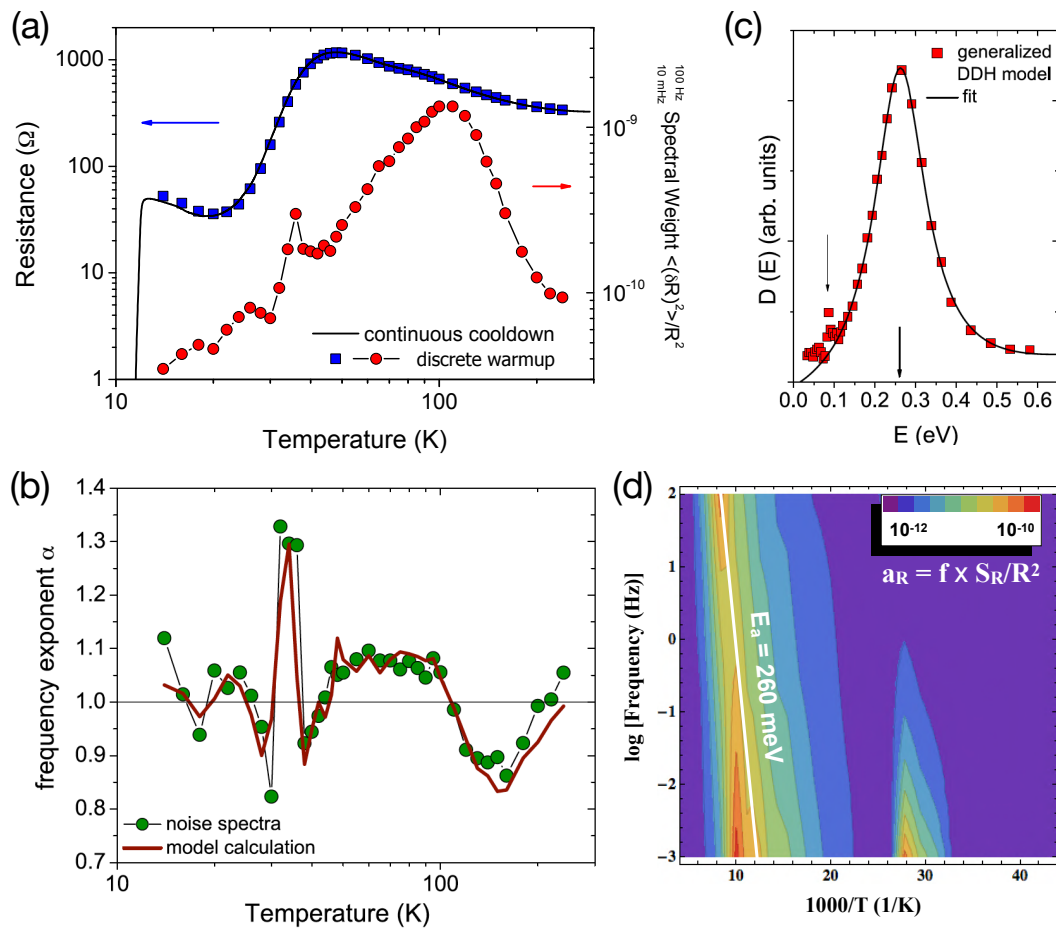 (a)
1000
100
10
1
Resistance (Ω)
10
100
Temperature (K)
continuous cooldown
discrete warmup
10⁻⁹
10⁻¹⁰
100 Hz
10 mHz
Spectral Weight <(δR)²>/R²
(c)
generalized
DDH model
fit
D (E) (arb. units)
0.0 0.1 0.2 0.3 0.4 0.5 0.6
E (eV)
(b)
1.4
1.3
1.2
1.1
1.0
0.9
0.8
0.7
frequency exponent α
noise spectra
model calculation
10
100
Temperature (K)
(d)
2
1
0
−1
−2
−3
log [Frequency (Hz)]
10⁻¹² 10⁻¹⁰
a_R = f x S_R/R²
E_a = 260 meV
10 20 30 40
1000/T (1/K)